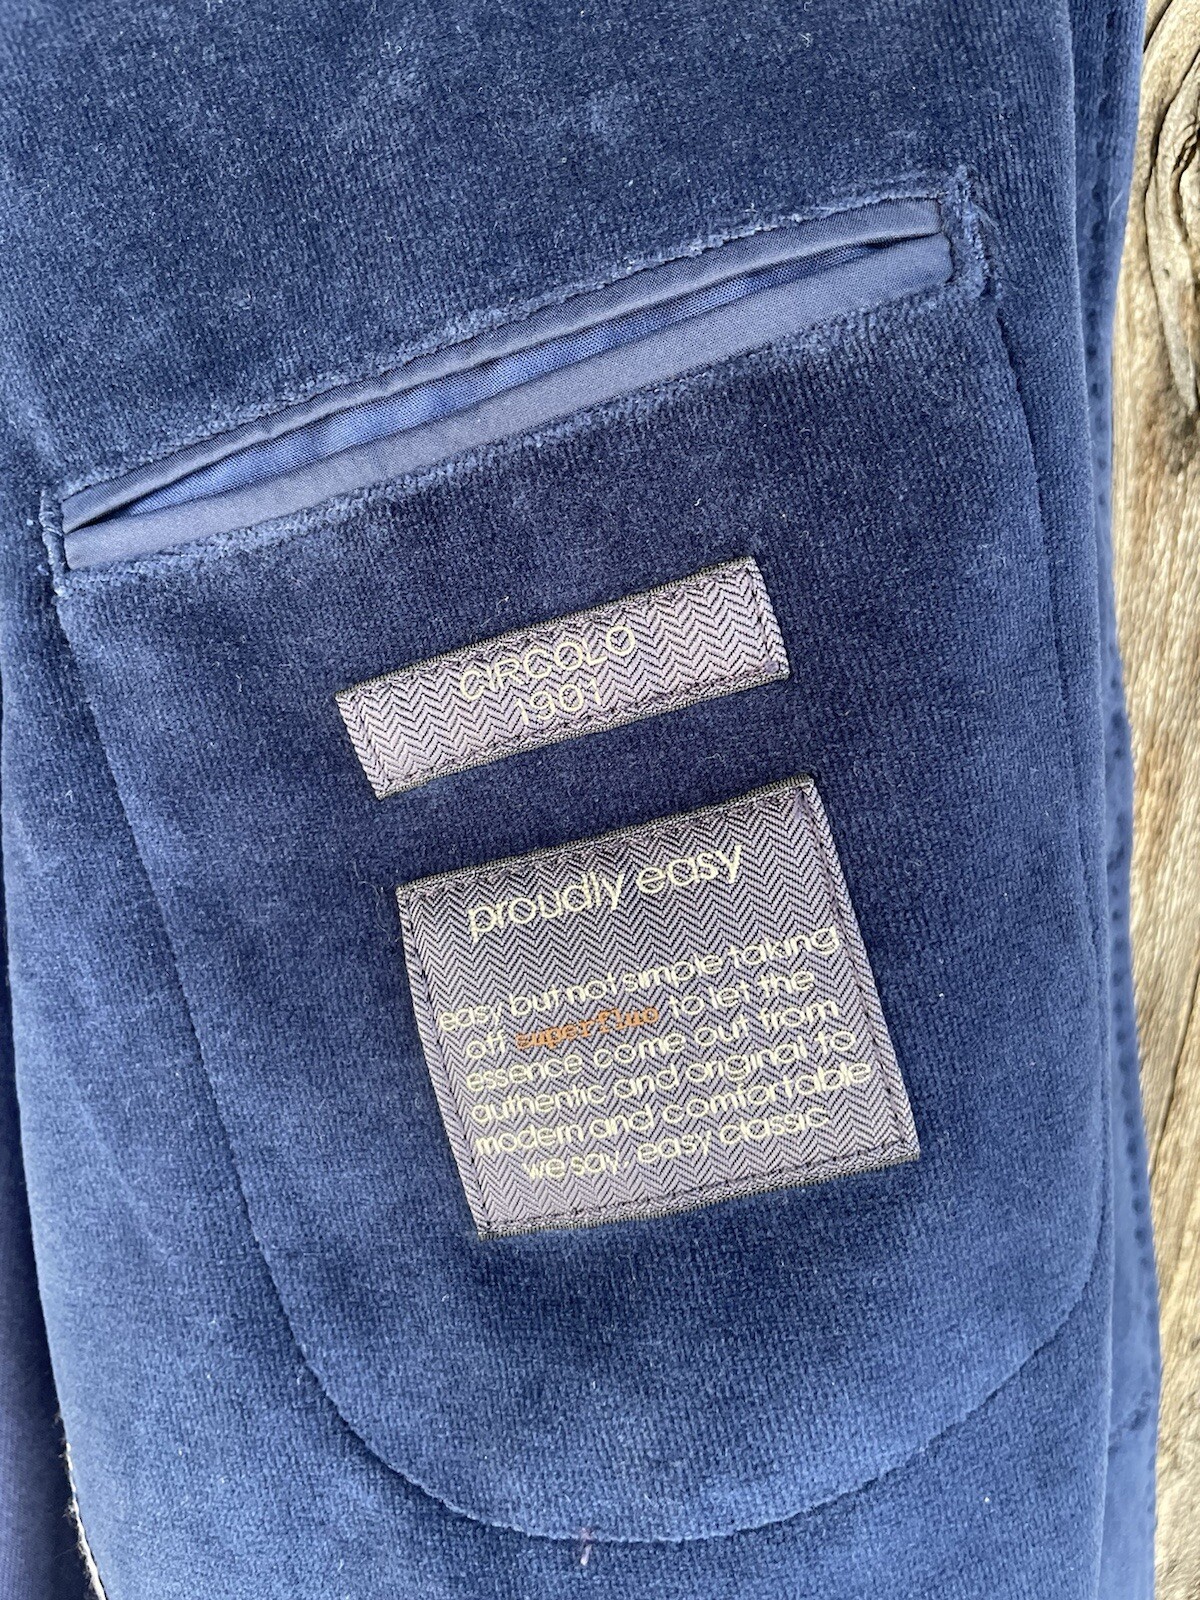 CIRCOLO
1901
proudly easy
easy but not simple taking
off superfluo to let the
essence come out from
authentic and original to
modern and comfortable
we say, easy classic